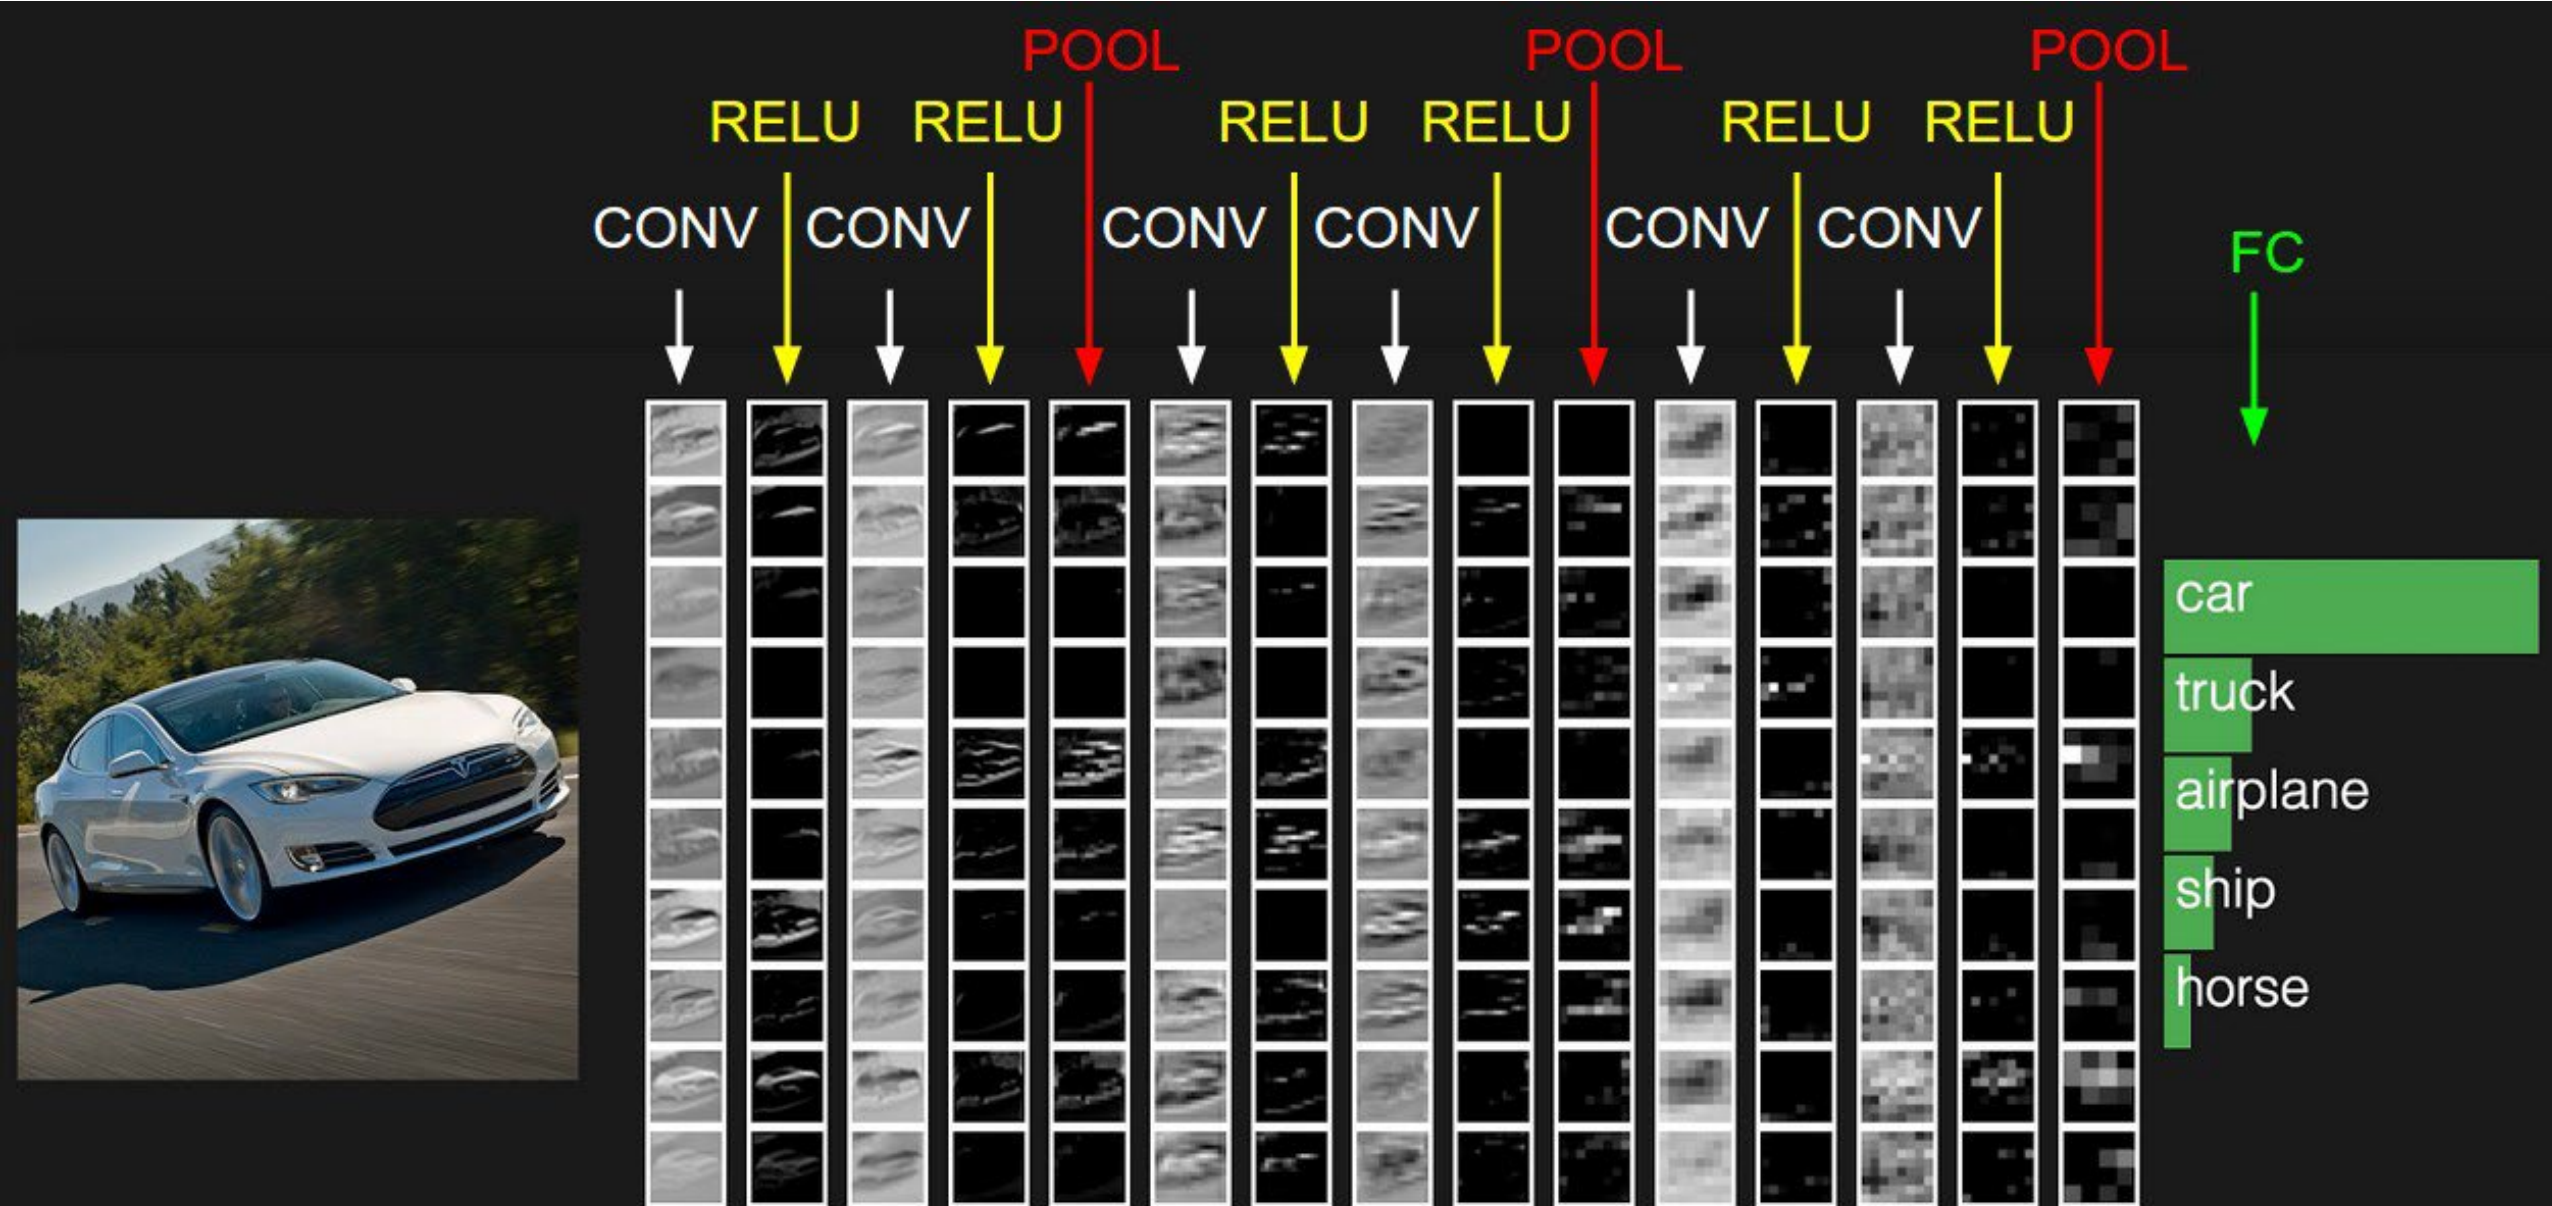 POOL POOL POOL
RELU RELU RELU RELU RELU RELU
CONV CONV CONV CONV CONV CONV
FC
car
truck
airplane
ship
horse